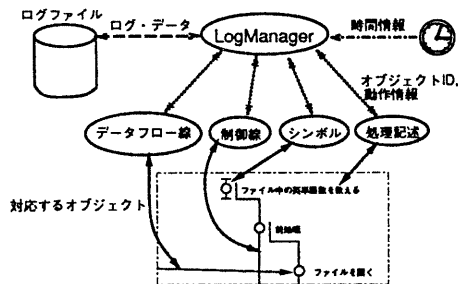 ログファイル
ログ・データ
LogManager
時間情報
オブジェクトID,
動作情報
データフロー線
制御線
シンボル
処理記述
対応するオブジェクト
ファイル中の英単語数を数える
前処理
ファイルを開く